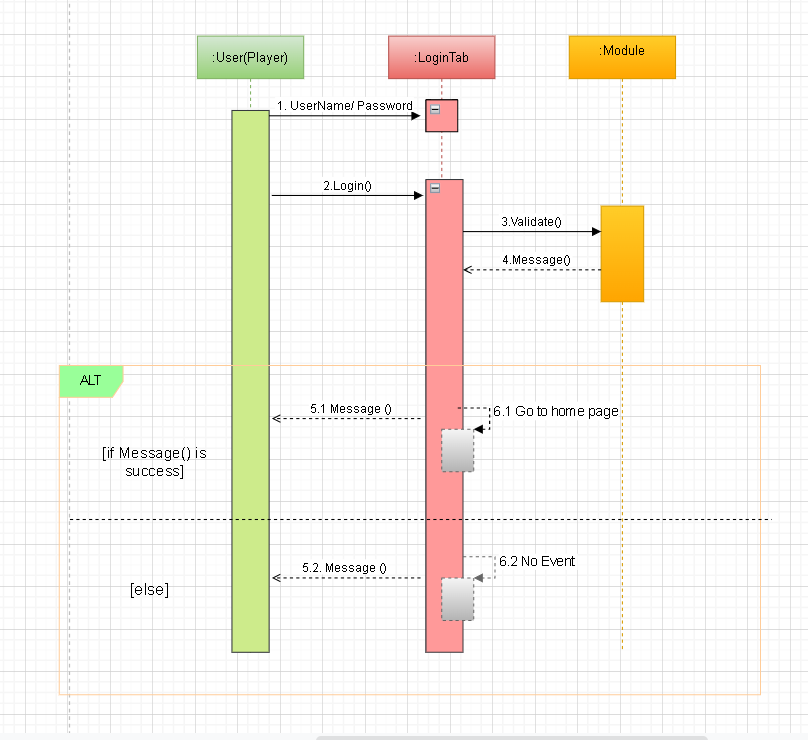 :User(Player)
:LoginTab
:Module
1. UserName/ Password
2.Login()
3.Validate()
4.Message()
ALT
5.1 Message ()
6.1 Go to home page
[if Message() is
success]
5.2. Message ()
6.2 No Event
[else]